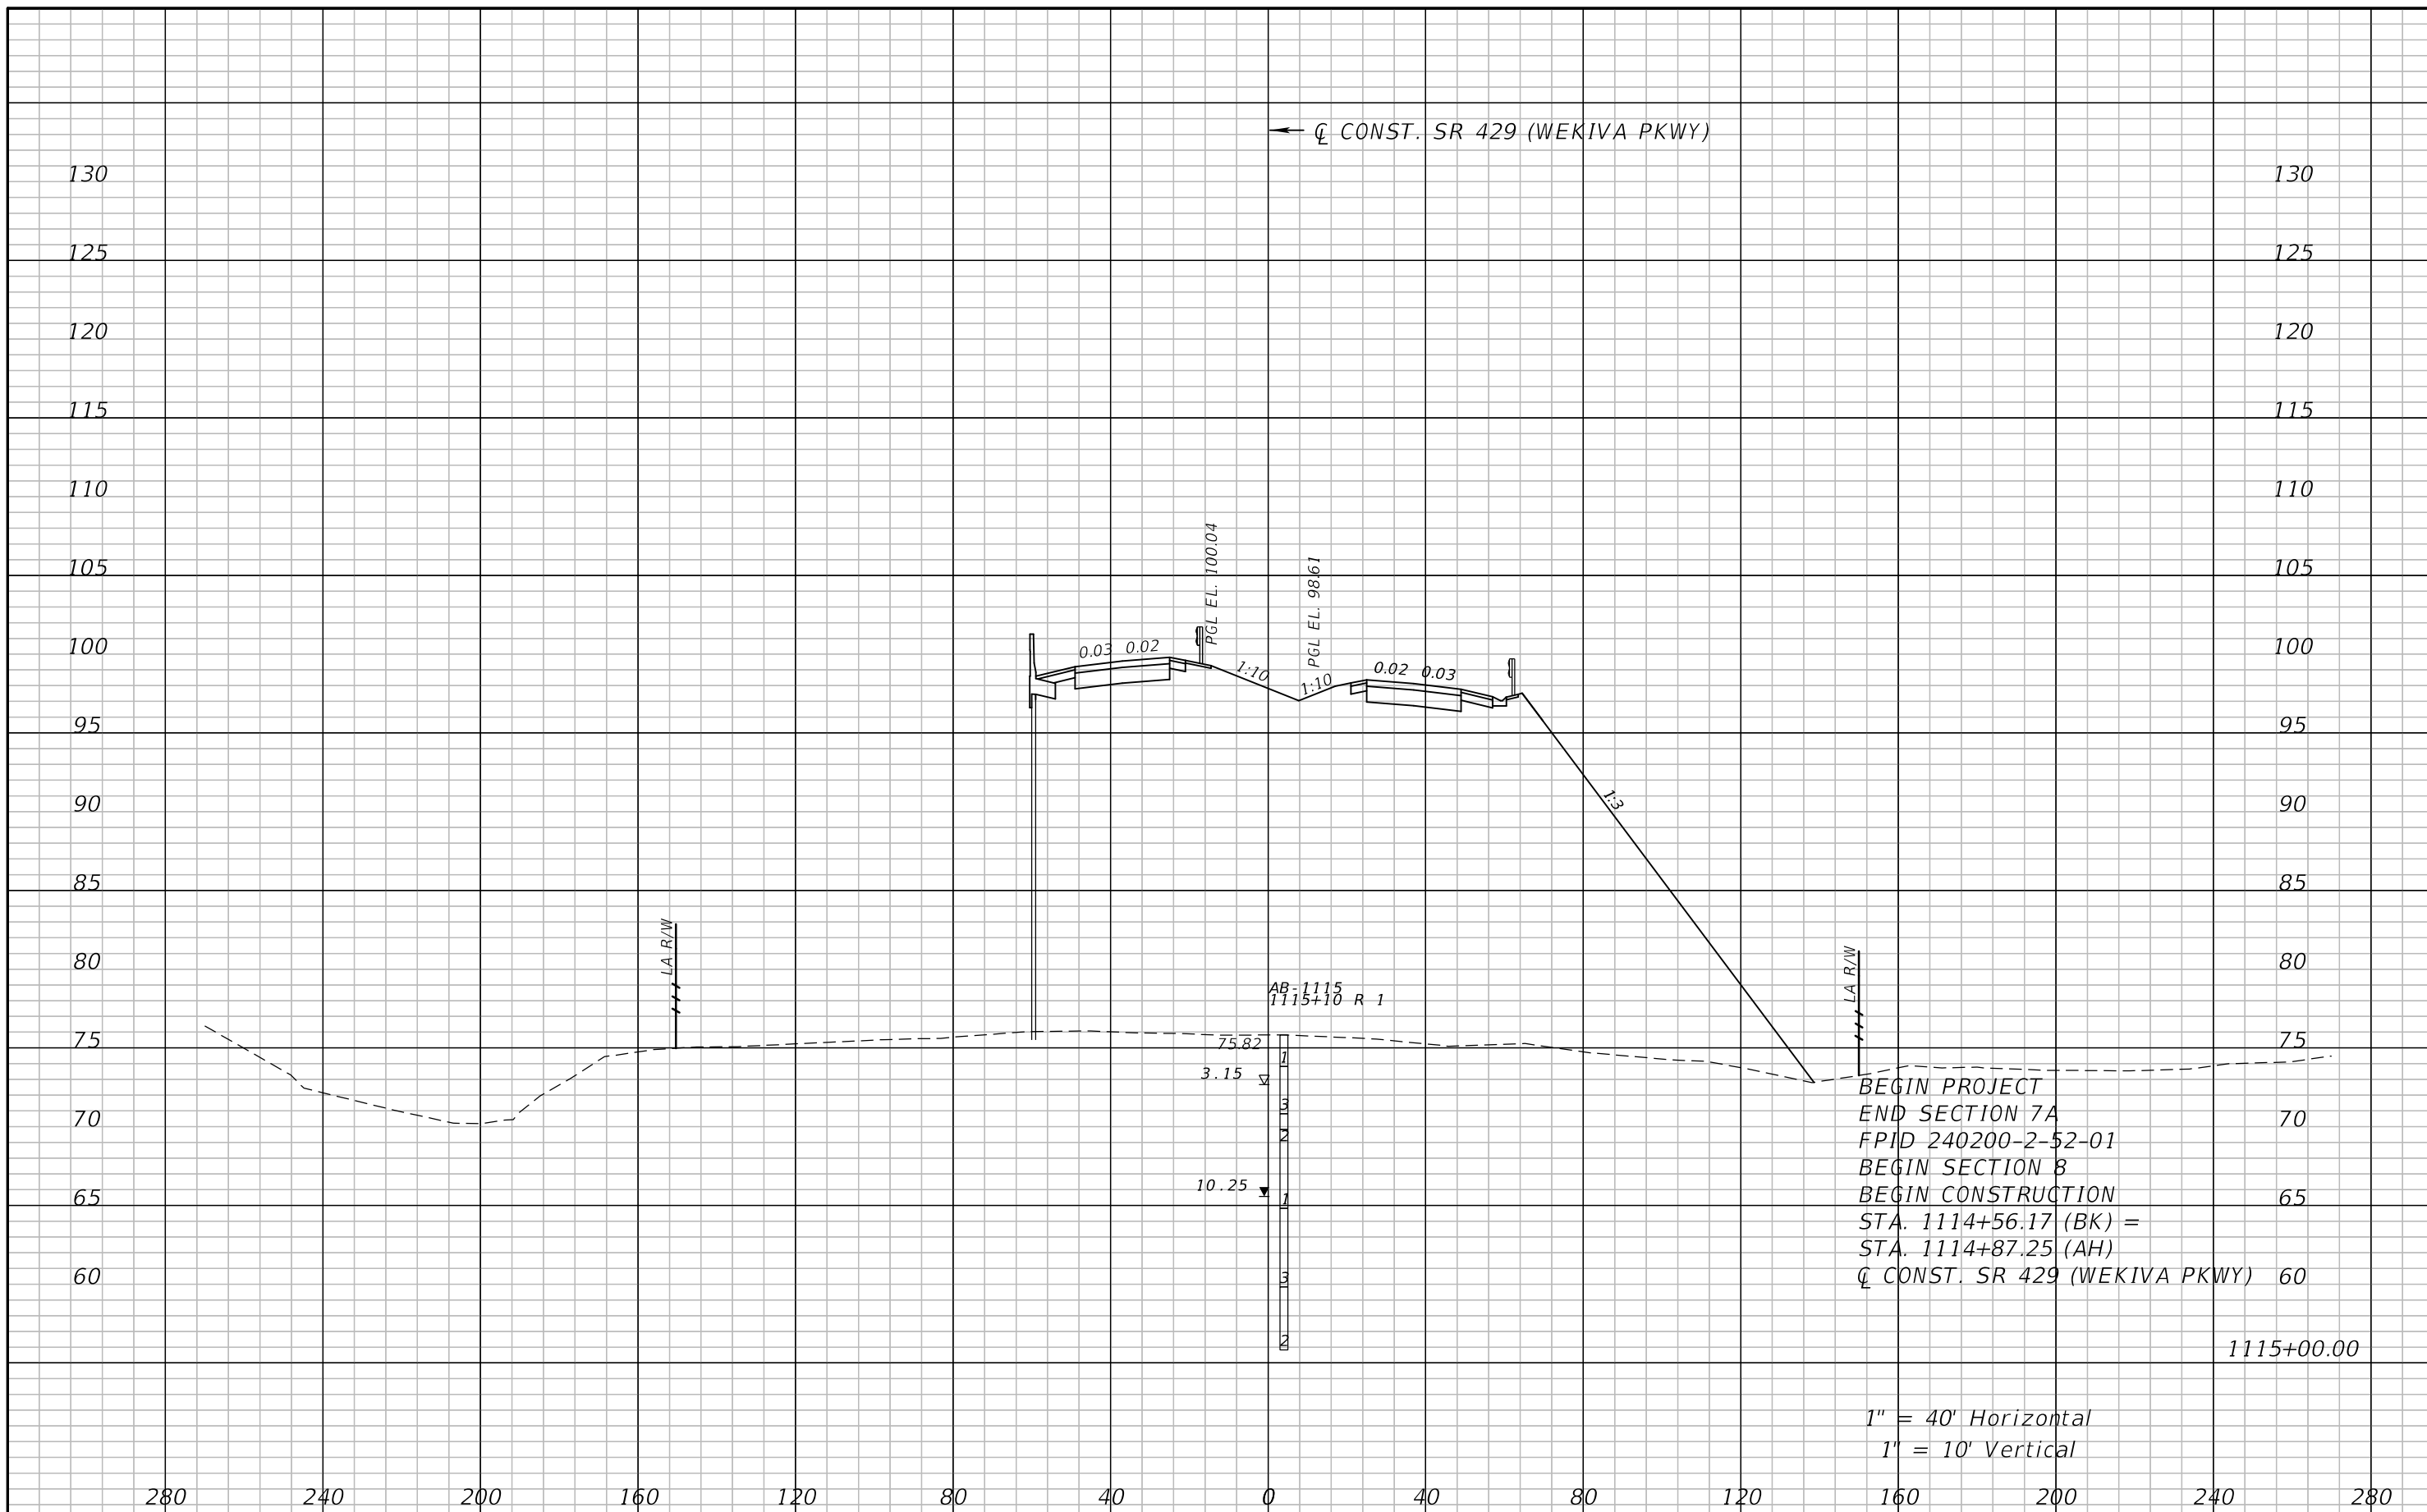 ℄ CONST. SR 429 (WEKIVA PKWY)
130 130
125 125
120 120
115 115
110 110
105 105
PGL EL. 100.04
PGL EL. 98.61
100 100
0.03 0.02
1:10
1:10
0.02 0.03
95 95
90 90
1:3
85 85
LA R/W
LA R/W
80 80
AB-1115
1115+10 R 1
75 75
75.82
1
3.15
3
2
70 70
10.25
1
65 65
3
60 60
2
BEGIN PROJECT
END SECTION 7A
FPID 240200-2-52-01
BEGIN SECTION 8
BEGIN CONSTRUCTION
STA. 1114+56.17 (BK) =
STA. 1114+87.25 (AH)
℄ CONST. SR 429 (WEKIVA PKWY)
1115+00.00
1" = 40' Horizontal
1" = 10' Vertical
280 240 200 160 120 80 40 0 40 80 120 160 200 240 280